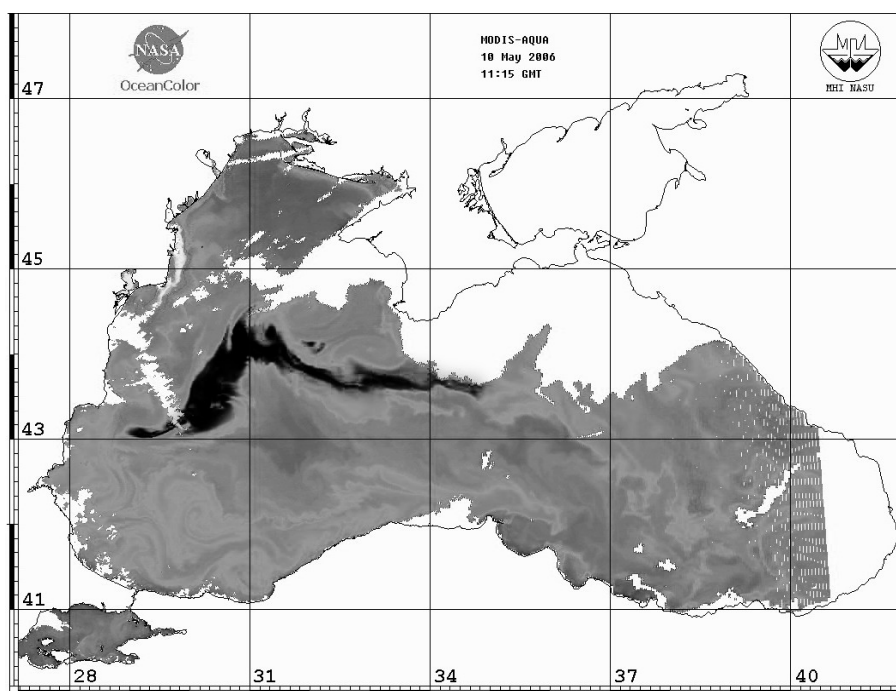 NASA
OceanColor
MODIS-AQUA
10 May 2006
11:15 GMT
MHI NASU
47
45
43
41
28
31
34
37
40